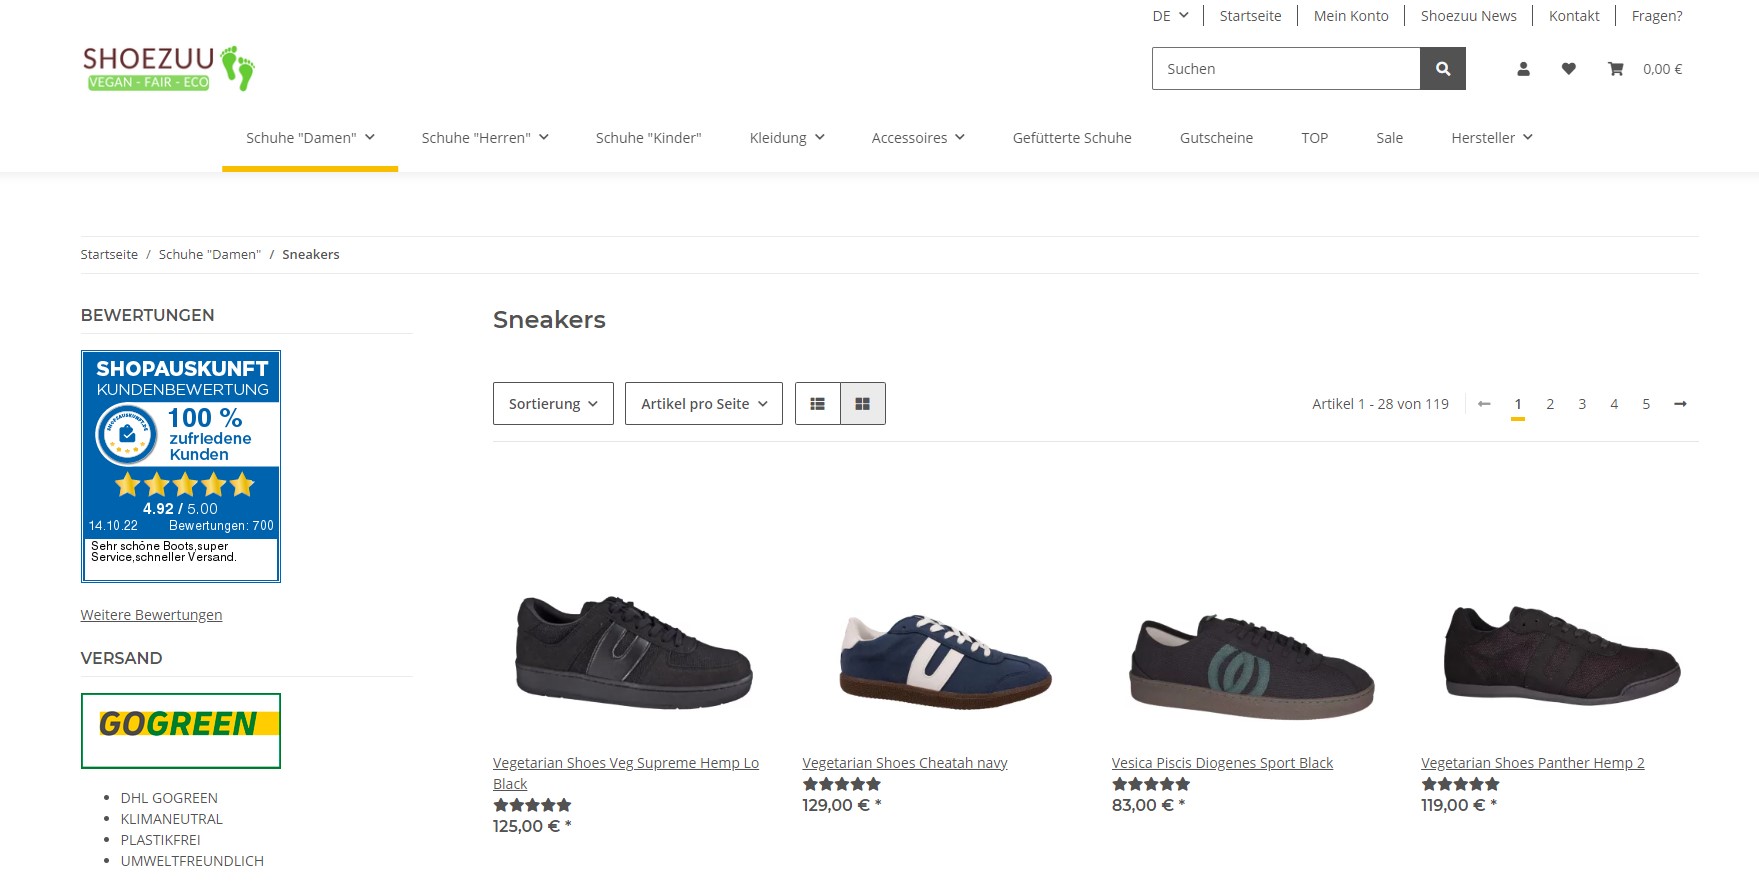 DE
Startseite
Mein Konto
Shoezuu News
Kontakt
Fragen?
SHOEZUU
VEGAN - FAIR - ECO
Suchen
0,00 €
Schuhe "Damen"
Schuhe "Herren"
Schuhe "Kinder"
Kleidung
Accessoires
Gefütterte Schuhe
Gutscheine
TOP
Sale
Hersteller
Startseite / Schuhe "Damen" / Sneakers
BEWERTUNGEN
SHOPAUSKUNFT
KUNDENBEWERTUNG
100 %
zufriedene
Kunden
4.92 / 5.00
14.10.22 Bewertungen: 700
Sehr schöne Boots,super
Service,schneller Versand.
Weitere Bewertungen
VERSAND
GOGREEN
• DHL GOGREEN
• KLIMANEUTRAL
• PLASTIKFREI
• UMWELTFREUNDLICH
Sneakers
Sortierung
Artikel pro Seite
Artikel 1 - 28 von 119
1 2 3 4 5
Vegetarian Shoes Veg Supreme Hemp Lo
Black
125,00 € *
Vegetarian Shoes Cheatah navy
129,00 € *
Vesica Piscis Diogenes Sport Black
83,00 € *
Vegetarian Shoes Panther Hemp 2
119,00 € *